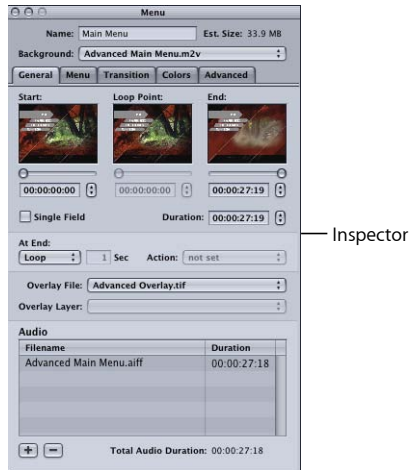 Menu
Name: Main Menu Est. Size: 33.9 MB
Background: Advanced Main Menu.m2v
General Menu Transition Colors Advanced
Start: Loop Point: End:
00:00:00:00 00:00:00:00 00:00:27:19
Single Field Duration: 00:00:27:19
Inspector
At End:
Loop 1 Sec Action: not set
Overlay File: Advanced Overlay.tif
Overlay Layer:
Audio
Filename Duration
Advanced Main Menu.aiff 00:00:27:18
Total Audio Duration: 00:00:27:18